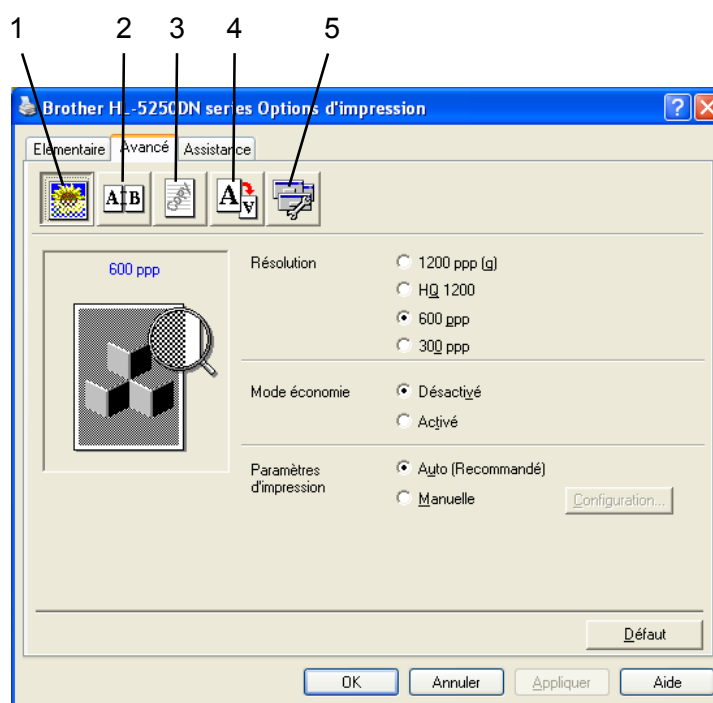 1 2 3 4 5
Brother HL-5250DN series Options d'impression
Elementaire Avancé Assistance
A B COPY A A
600 ppp
Résolution
1200 ppp (g)
HQ 1200
600 ppp
300 ppp
Mode économie
Désactivé
Activé
Paramètres
d'impression
Auto (Recommandé)
Manuelle
Configuration...
Défaut
OK Annuler Appliquer Aide